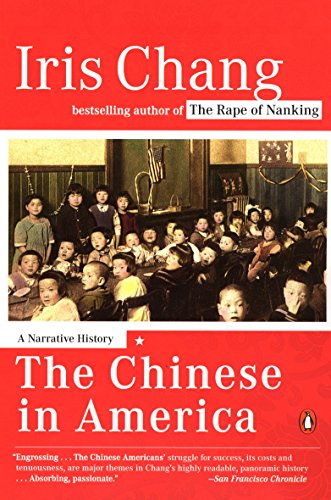 Iris Chang
bestselling author of The Rape of Nanking
A Narrative History
The Chinese
in America
"Engrossing . . . The Chinese Americans' struggle for success, its costs and
tenuousness, are major themes in Chang's highly readable, panoramic history
. . . Absorbing, passionate." —San Francisco Chronicle